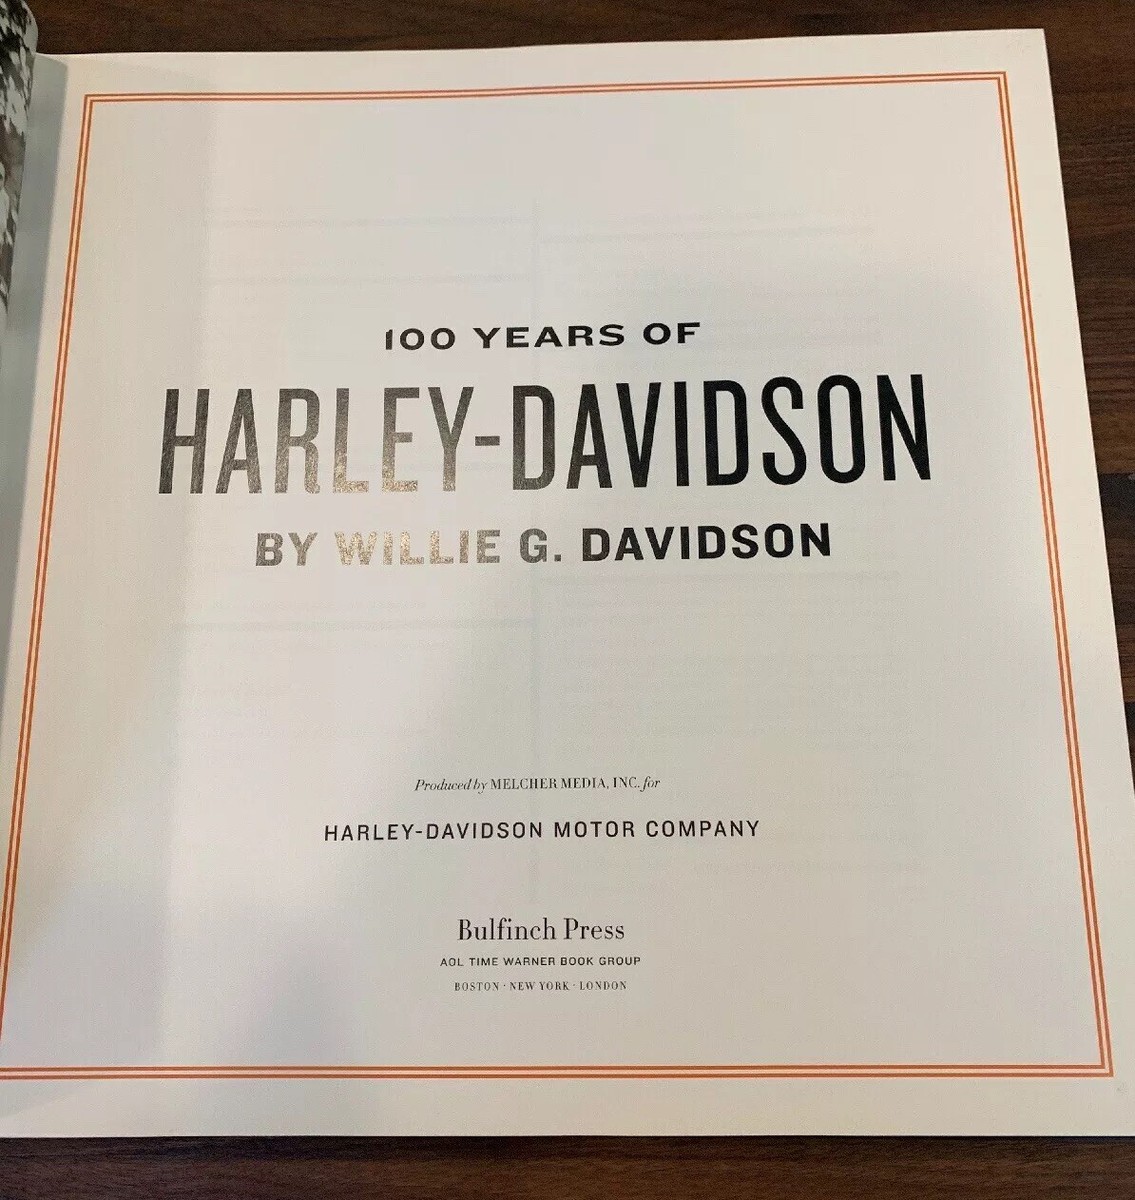 100 YEARS OF
HARLEY-DAVIDSON
BY WILLIE G. DAVIDSON
Produced by MELCHER MEDIA, INC. for
HARLEY-DAVIDSON MOTOR COMPANY
Bulfinch Press
AOL TIME WARNER BOOK GROUP
BOSTON · NEW YORK · LONDON